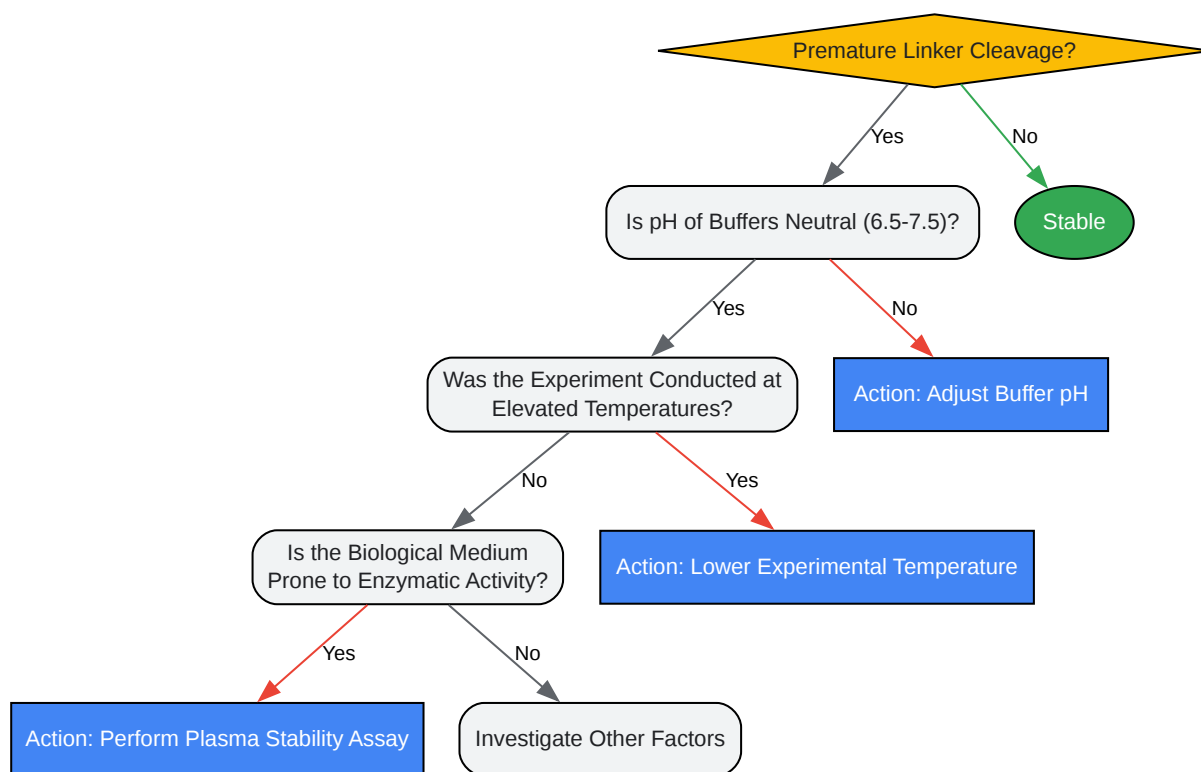 Premature Linker Cleavage?
Yes
No
Is pH of Buffers Neutral (6.5-7.5)?
Stable
Yes
No
Was the Experiment Conducted at
Elevated Temperatures?
Action: Adjust Buffer pH
No
Yes
Is the Biological Medium
Prone to Enzymatic Activity?
Action: Lower Experimental Temperature
Yes
No
Action: Perform Plasma Stability Assay
Investigate Other Factors